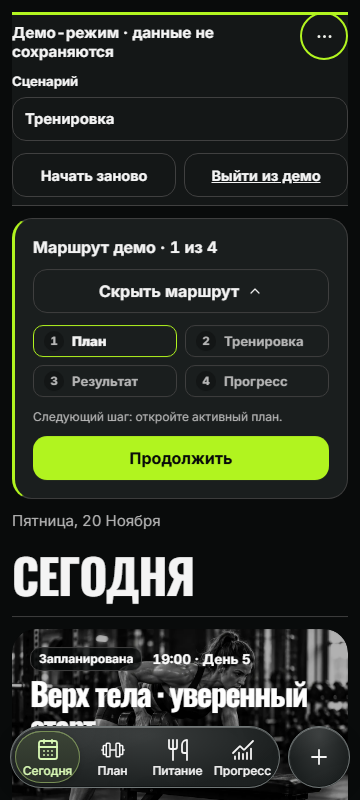 Демо-режим · данные не
сохраняются
Сценарий
Тренировка
Начать заново
Выйти из демо
Маршрут демо · 1 из 4
Скрыть маршрут
1 План
2 Тренировка
3 Результат
4 Прогресс
Следующий шаг: откройте активный план.
Продолжить
Пятница, 20 Ноября
СЕГОДНЯ
Запланирована 19:00 · День 5
Верх тела · уверенный
старт
Сегодня План Питание Прогресс